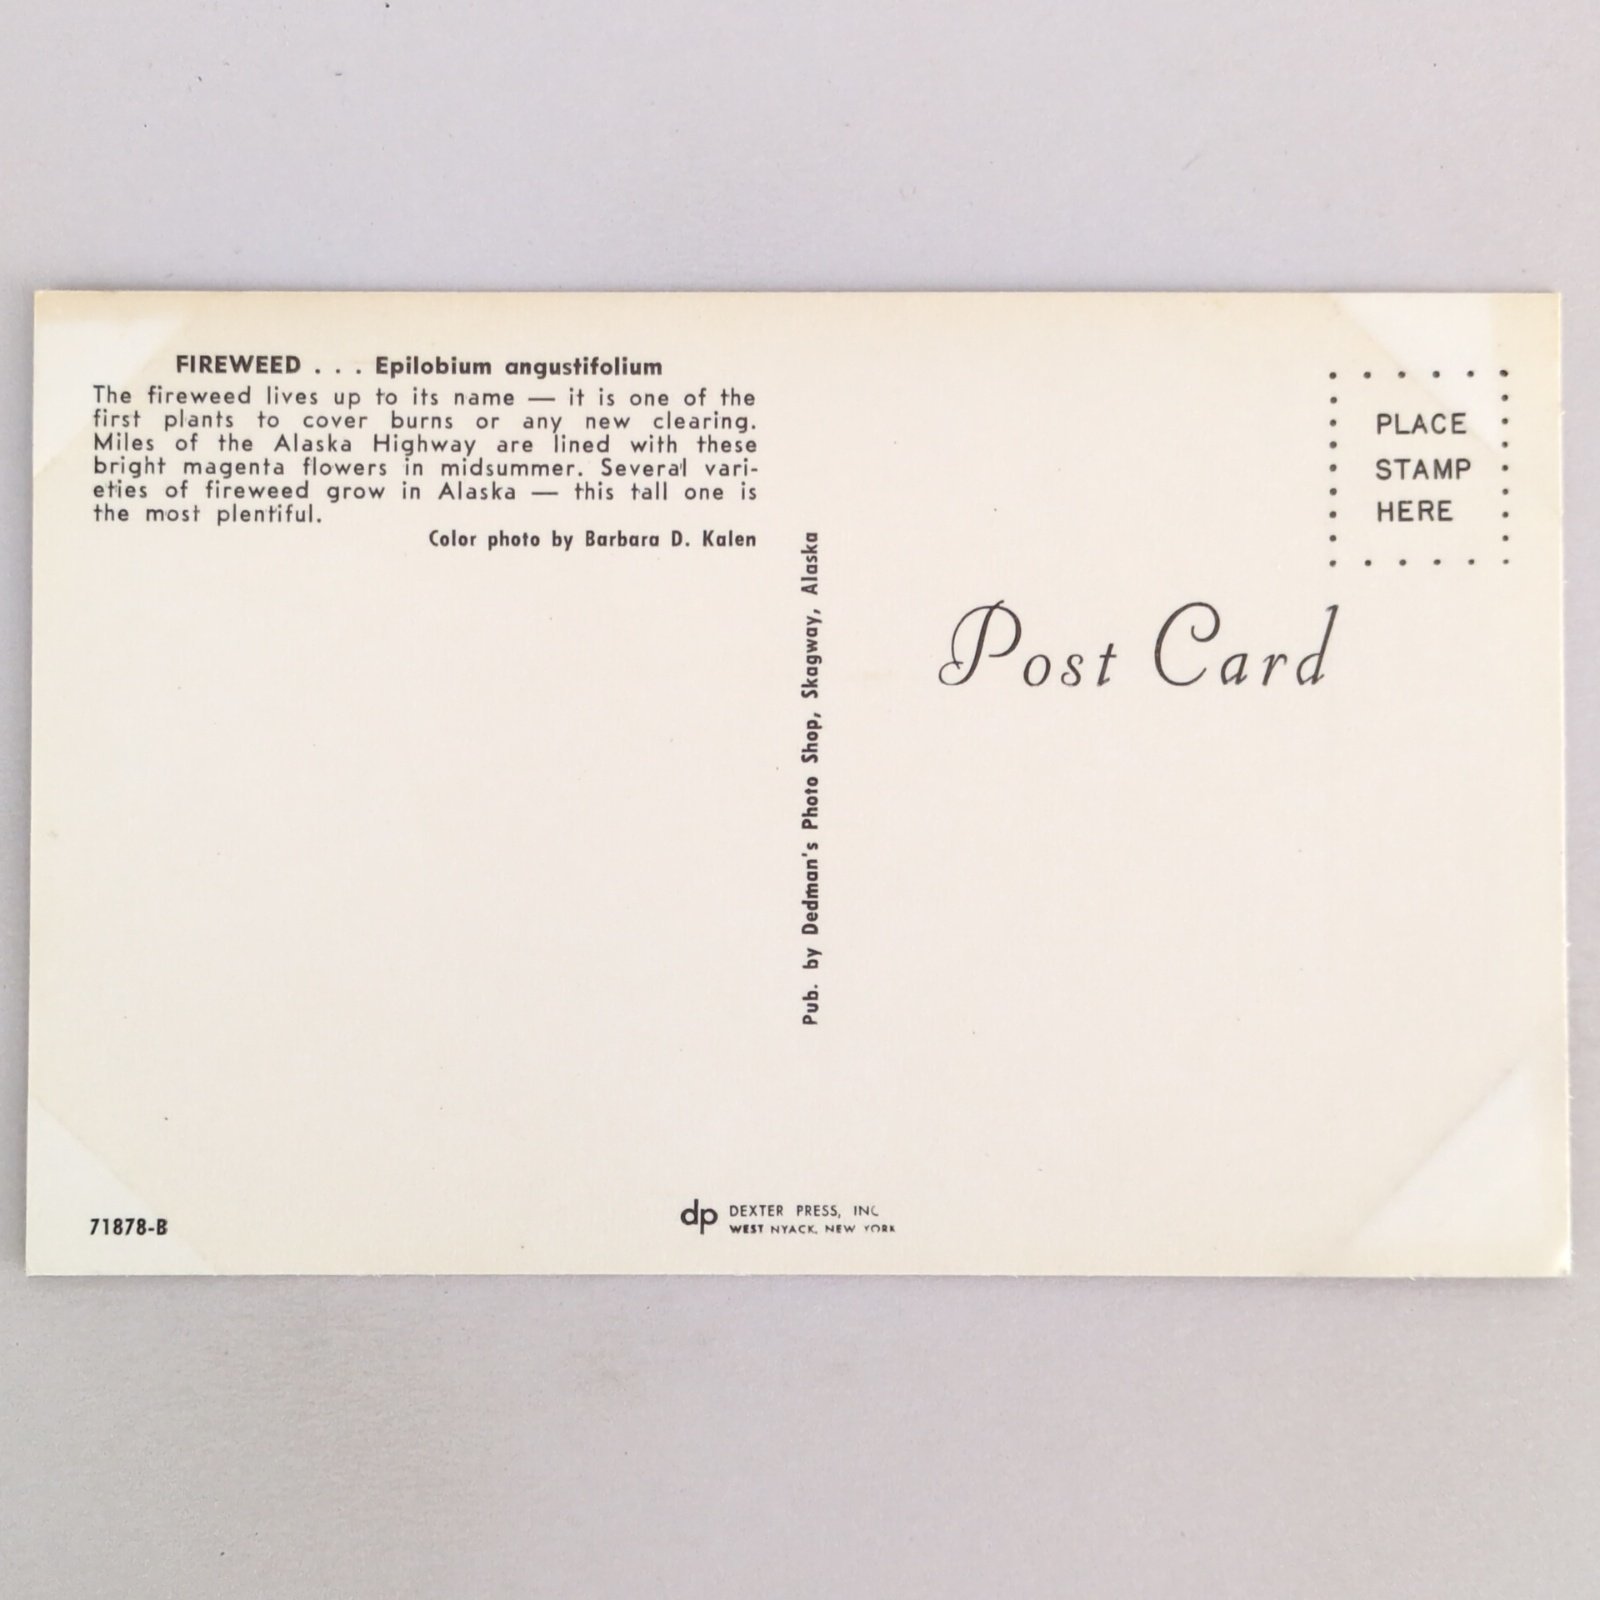 FIREWEED . . . Epilobium angustifolium
The fireweed lives up to its name — it is one of the
first plants to cover burns or any new clearing.
Miles of the Alaska Highway are lined with these
bright magenta flowers in midsummer. Several vari-
eties of fireweed grow in Alaska — this tall one is
the most plentiful.
Color photo by Barbara D. Kalen
Pub. by Dedman's Photo Shop, Skagway, Alaska
PLACE
STAMP
HERE
Post Card
71878-B
dp DEXTER PRESS, INC
WEST NYACK, NEW YORK